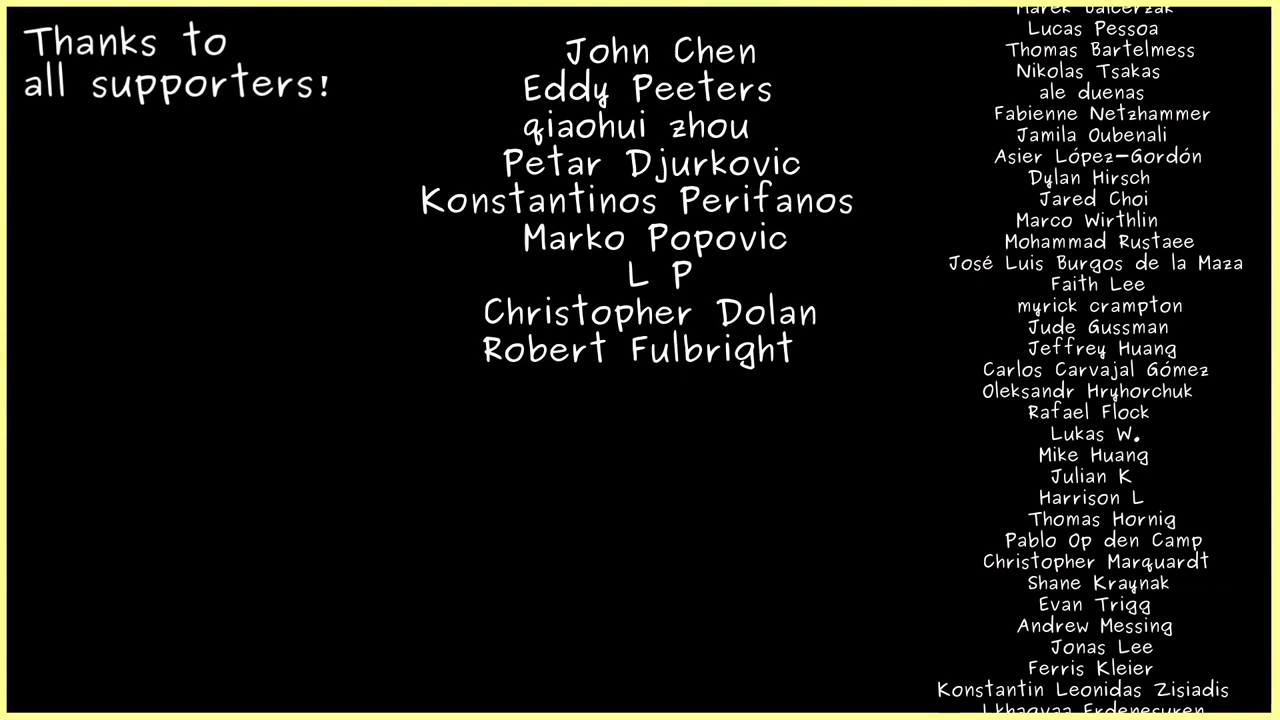 Thanks to
all supporters!
John Chen
Eddy Peeters
qiaohui zhou
Petar Djurkovic
Konstantinos Perifanos
Marko Popovic
L P
Christopher Dolan
Robert Fulbright
Marek
Lucas Pessoa
Thomas Bartelmess
Nikolas Tsakas
ale duenas
Fabienne Netzhammer
Jamila Oubenali
Asier López-Gordón
Dylan Hirsch
Jared Choi
Marco Wirthlin
Mohammad Rustaee
José Luis Burgos de la Maza
Faith Lee
myrick crampton
Jude Gussman
Jeffrey Huang
Carlos Carvajal Gómez
Oleksandr Hryhorchuk
Rafael Flock
Lukas W.
Mike Huang
Julian K
Harrison L
Thomas Hornig
Pablo Op den Camp
Christopher Marquardt
Shane Kraynak
Evan Trigg
Andrew Messing
Jonas Lee
Ferris Kleier
Konstantin Leonidas Zisiadis